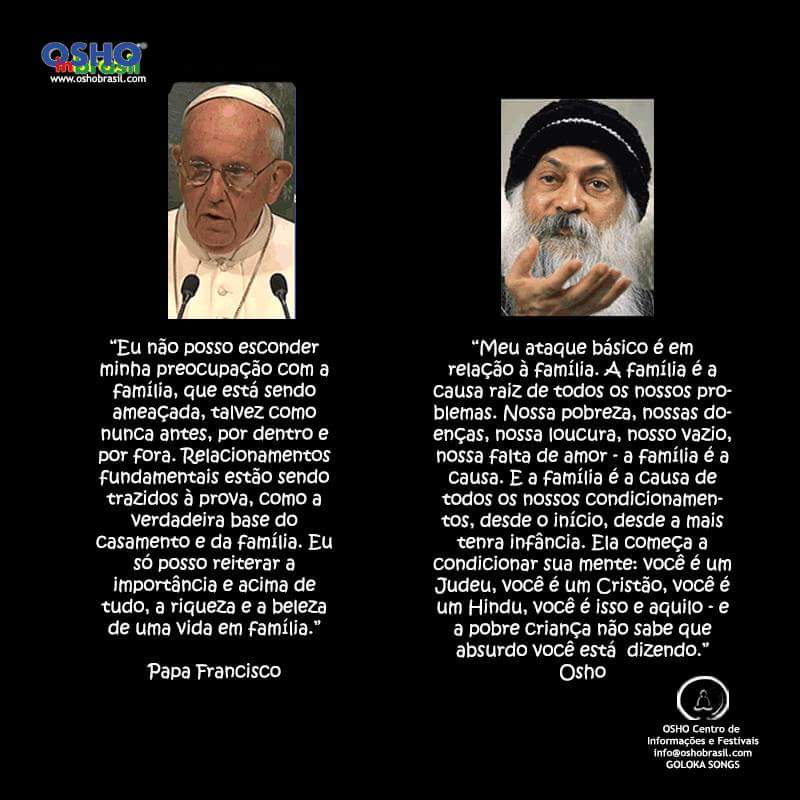 OSHO®
inbrasil
www.oshobrasil.com
“Eu não posso esconder
minha preocupação com a
família, que está sendo
ameaçada, talvez como
nunca antes, por dentro e
por fora. Relacionamentos
fundamentais estão sendo
trazidos à prova, como a
verdadeira base do
casamento e da família. Eu
só posso reiterar a
importância e acima de
tudo, a riqueza e a beleza
de uma vida em família.”
Papa Francisco
“Meu ataque básico é em
relação à família. A família é a
causa raiz de todos os nossos pro-
blemas. Nossa pobreza, nossas do-
enças, nossa loucura, nosso vazio,
nossa falta de amor - a família é a
causa. E a família é a causa de
todos os nossos condicionamen-
tos, desde o início, desde a mais
tenra infância. Ela começa a
condicionar sua mente: você é um
Judeu, você é um Cristão, você é
um Hindu, você é isso e aquilo - e
a pobre criança não sabe que
absurdo você está dizendo.”
Osho
OSHO Centro de
Informações e Festivais
info@oshobrasil.com
GOLOKA SONGS